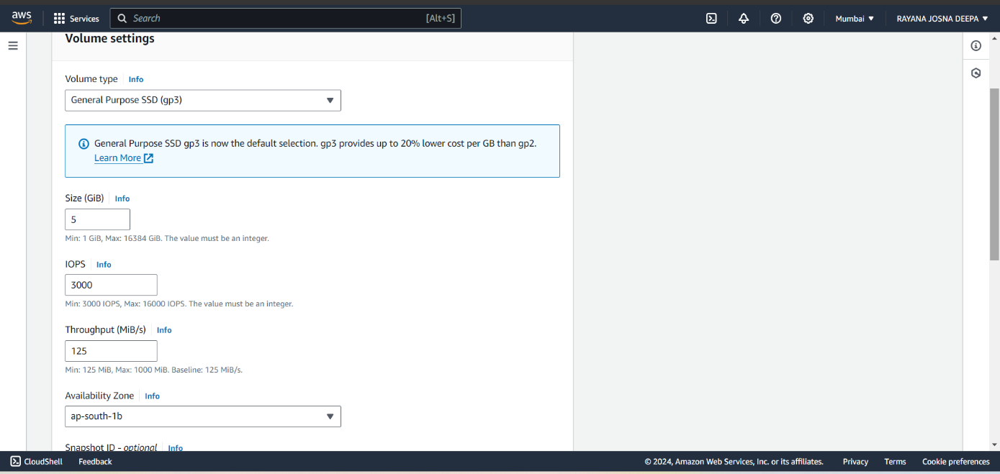 aws
Services
Search [Alt+S]
Mumbai ▼
RAYANA JOSNA DEEPA ▼
Volume settings
Volume type Info
General Purpose SSD (gp3)
General Purpose SSD gp3 is now the default selection. gp3 provides up to 20% lower cost per GB than gp2.
Learn More
Size (GiB) Info
5
Min: 1 GiB, Max: 16384 GiB. The value must be an integer.
IOPS Info
3000
Min: 3000 IOPS, Max: 16000 IOPS. The value must be an integer.
Throughput (MiB/s) Info
125
Min: 125 MiB, Max: 1000 MiB. Baseline: 125 MiB/s.
Availability Zone Info
ap-south-1b
Snapshot ID - optional Info
CloudShell Feedback © 2024, Amazon Web Services, Inc. or its affiliates. Privacy Terms Cookie preferences